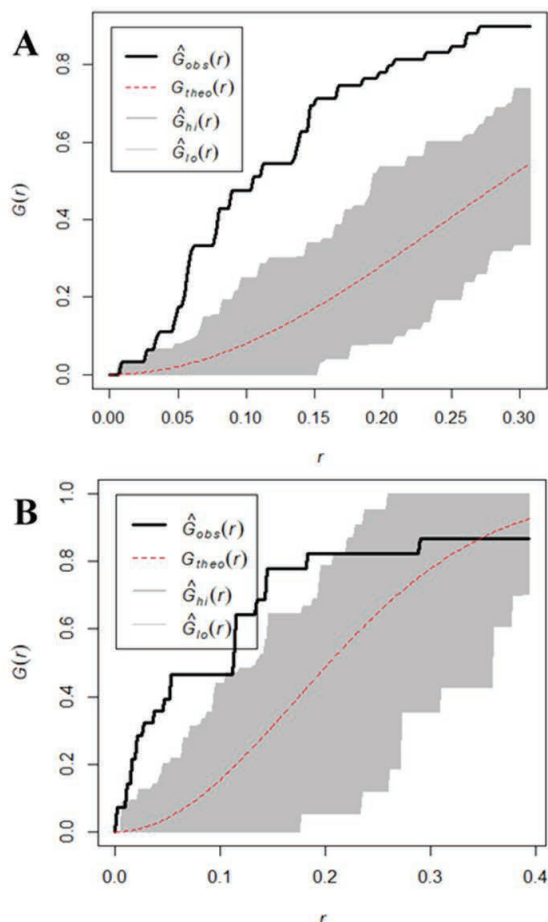 A
Ĝobs(r)
Gtheo(r)
Ĝhi(r)
Ĝlo(r)
G(r)
0.0 0.2 0.4 0.6 0.8
0.00 0.05 0.10 0.15 0.20 0.25 0.30
r
B
Ĝobs(r)
Gtheo(r)
Ĝhi(r)
Ĝlo(r)
G(r)
0.0 0.2 0.4 0.6 0.8 1.0
0.0 0.1 0.2 0.3 0.4
r